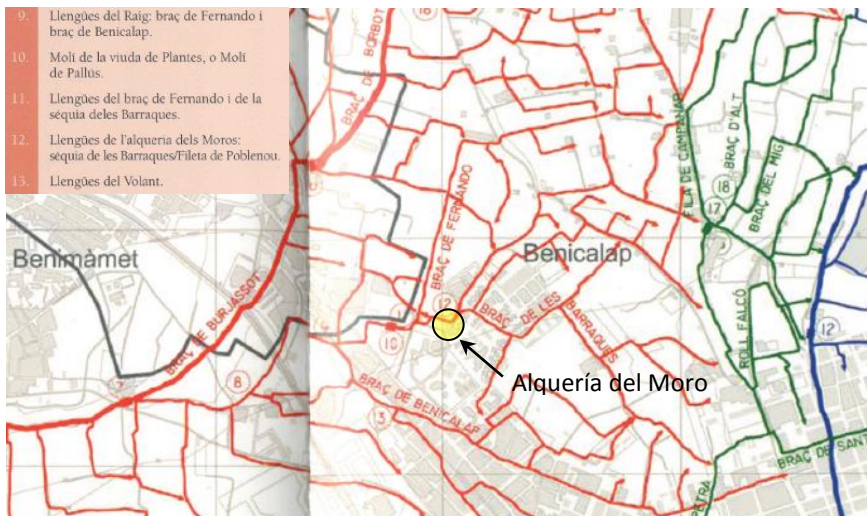 9. Llengües del Raig: braç de Fernando i
braç de Benicalap.
10. Molí de la viuda de Plantes, o Molí
de Pallús.
11. Llengües del braç de Fernando i de la
séquia deles Barraques.
12. Llengües de l'alqueria dels Moros:
séquia de les Barraques/Fileta de Poblenou.
13. Llengües del Volant.
BRAÇ DE BORBOT
18
FILA DE CAMPANAR
BRAÇ D'ALT
BRAÇ DEL MIG
18
17
Benimàmet
BRAÇ DE FERNANDO
Benicalap
BRAÇ DE BURJASSOT
12
BRAÇ DE LES BARRAQUES
ROLL FALCÓ
12
10
Alquería del Moro
8
BRAÇ DE BENICALAP
3
BRAÇ DE SANT
PETRA